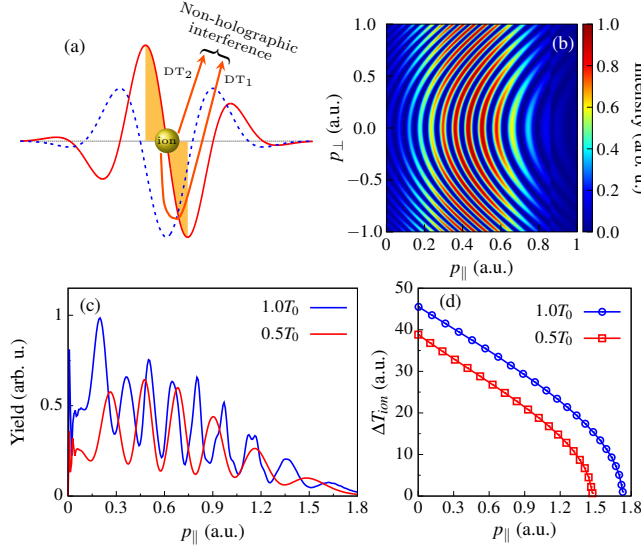 (a)
Non-holographic
interference
DT₂
DT₁
ion
(b)
1.0
0.5
0.0
−0.5
−1.0
p⊥ (a.u.)
0 0.2 0.4 0.6 0.8 1
p∥ (a.u.)
1.0
0.8
0.6
0.4
0.2
0.0
Intensity (arb. u.)
(c)
1.0T₀
0.5T₀
1
0.5
0
Yield (arb. u.)
0 0.3 0.6 0.9 1.2 1.5 1.8
p∥ (a.u.)
(d)
1.0T₀
0.5T₀
50
40
30
20
10
0
ΔTᵢₒₙ (a.u.)
0 0.3 0.6 0.9 1.2 1.5 1.8
p∥ (a.u.)